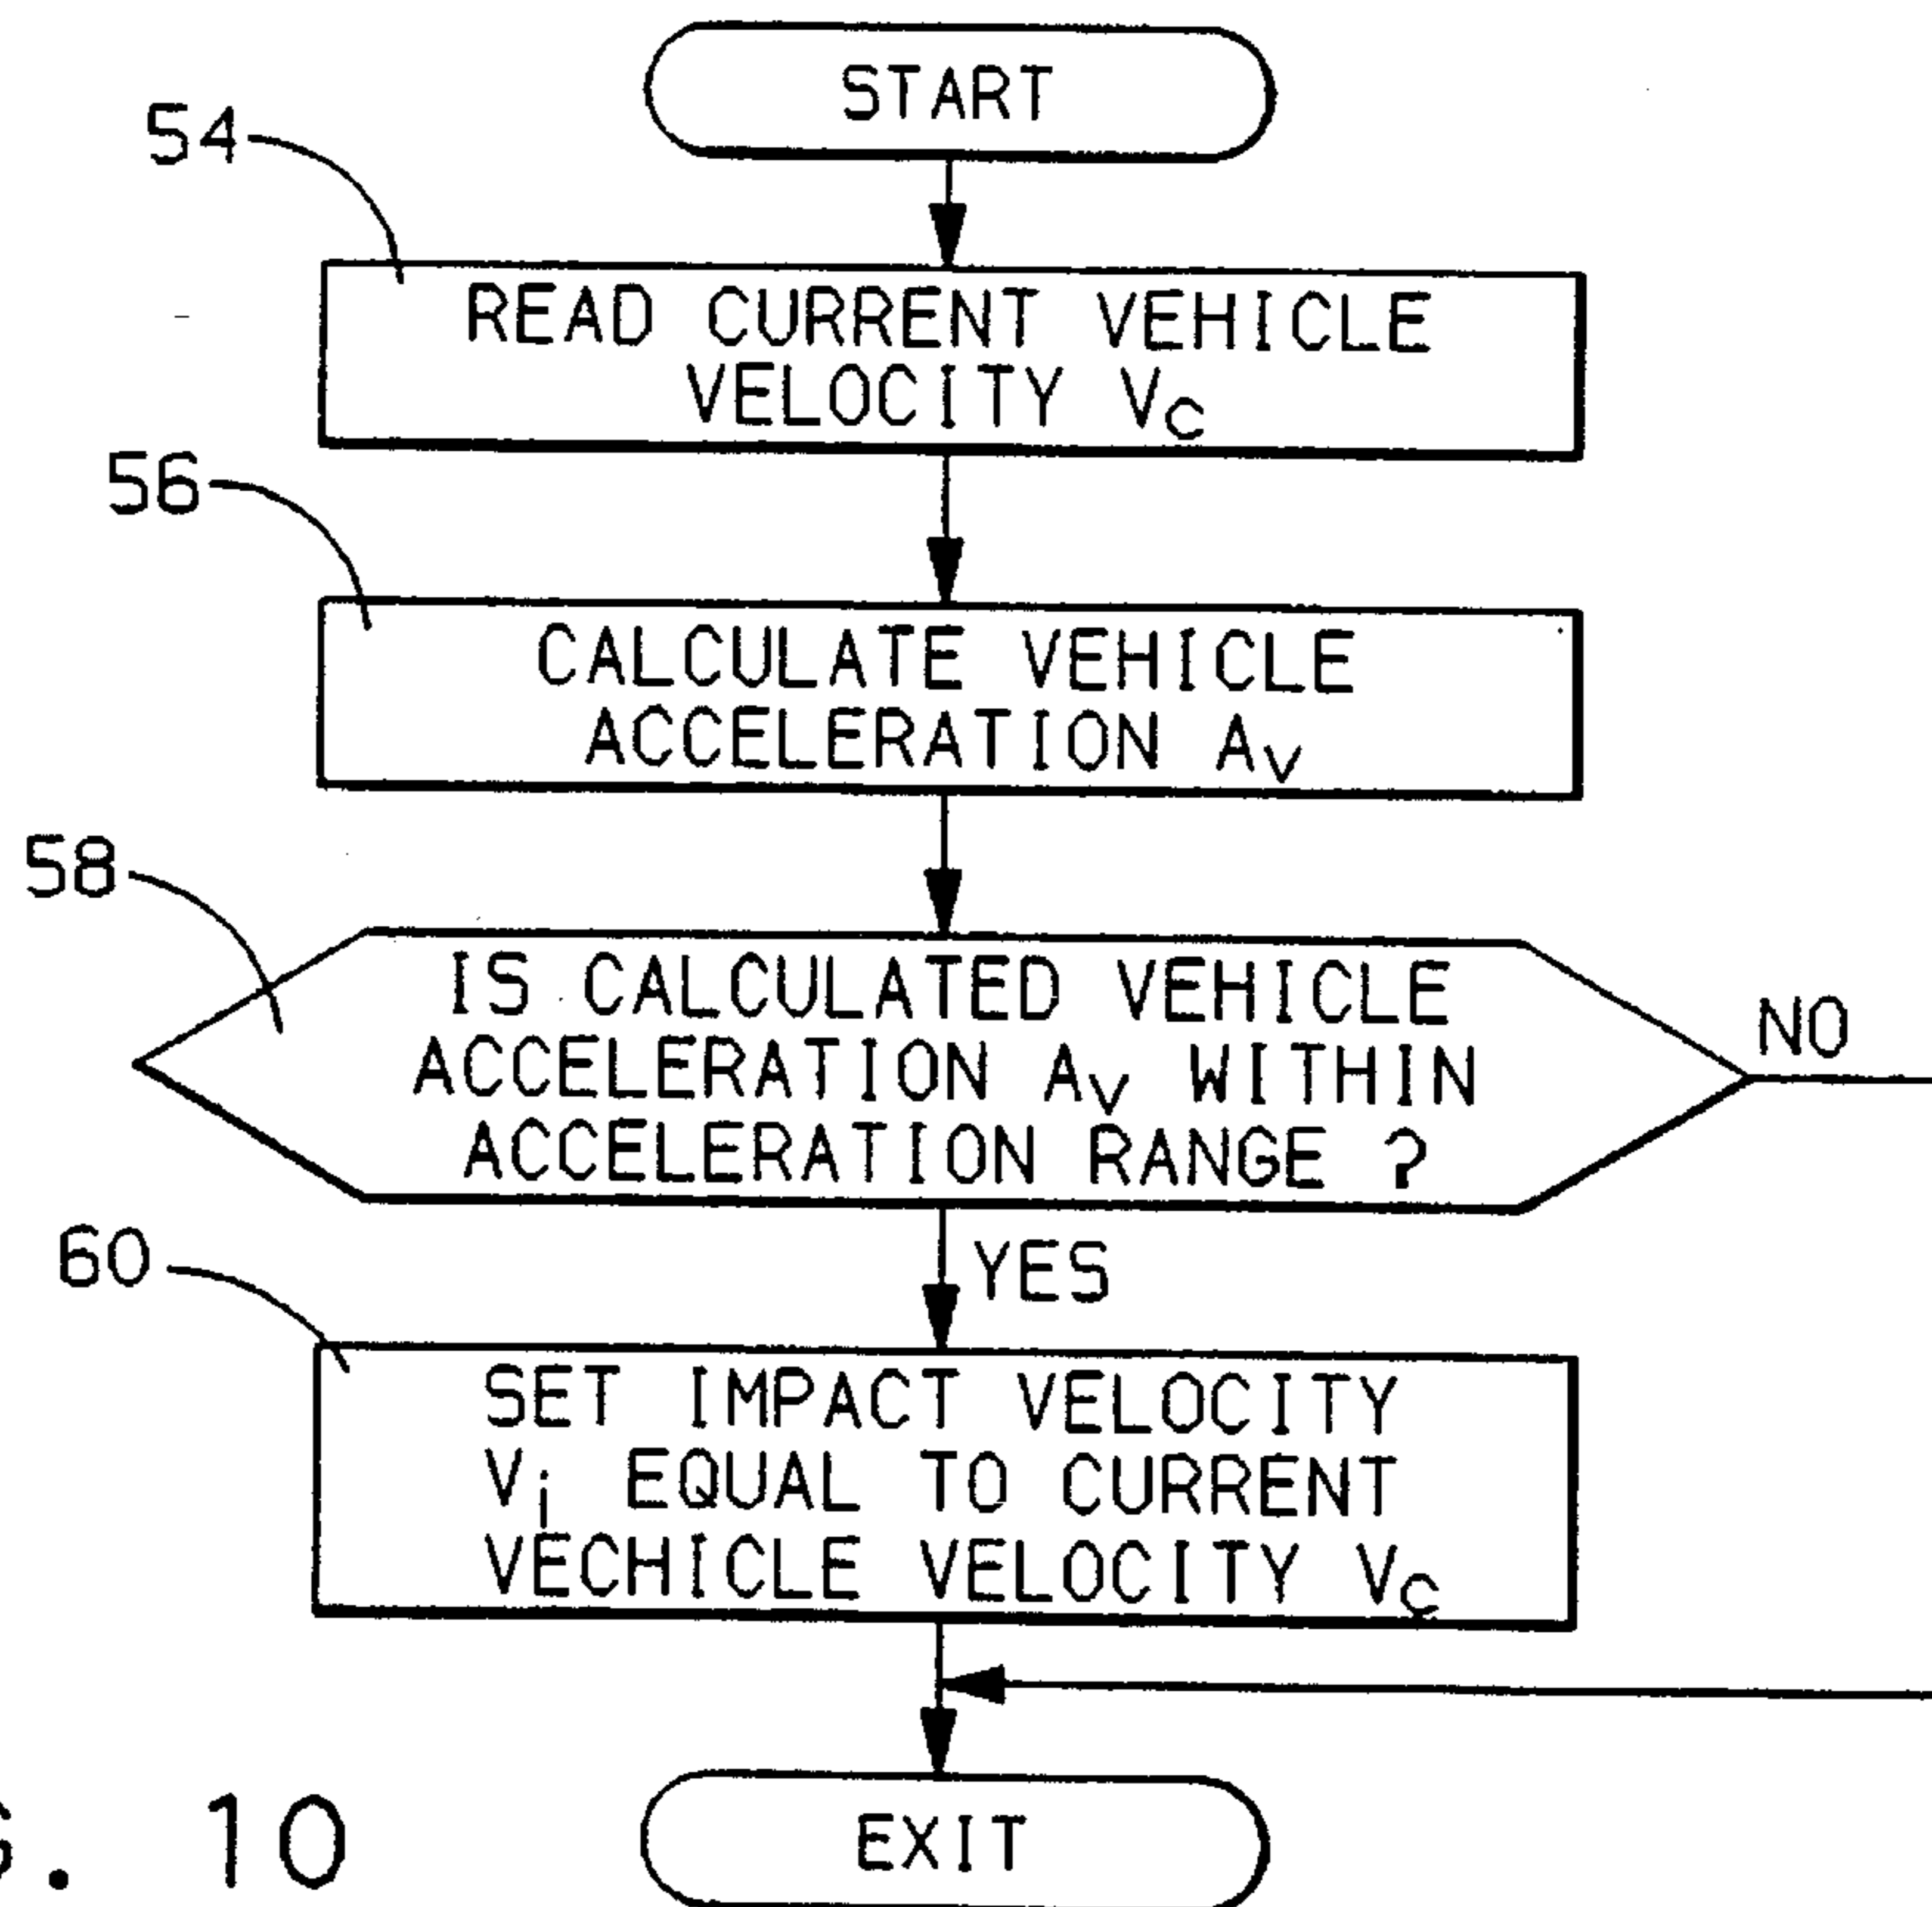 START
54
READ CURRENT VEHICLE
VELOCITY VC
56
CALCULATE VEHICLE
ACCELERATION AV
58
IS CALCULATED VEHICLE
ACCELERATION AV WITHIN
ACCELERATION RANGE ?
NO
YES
60
SET IMPACT VELOCITY
Vi EQUAL TO CURRENT
VECHICLE VELOCITY VC
EXIT
G. 10